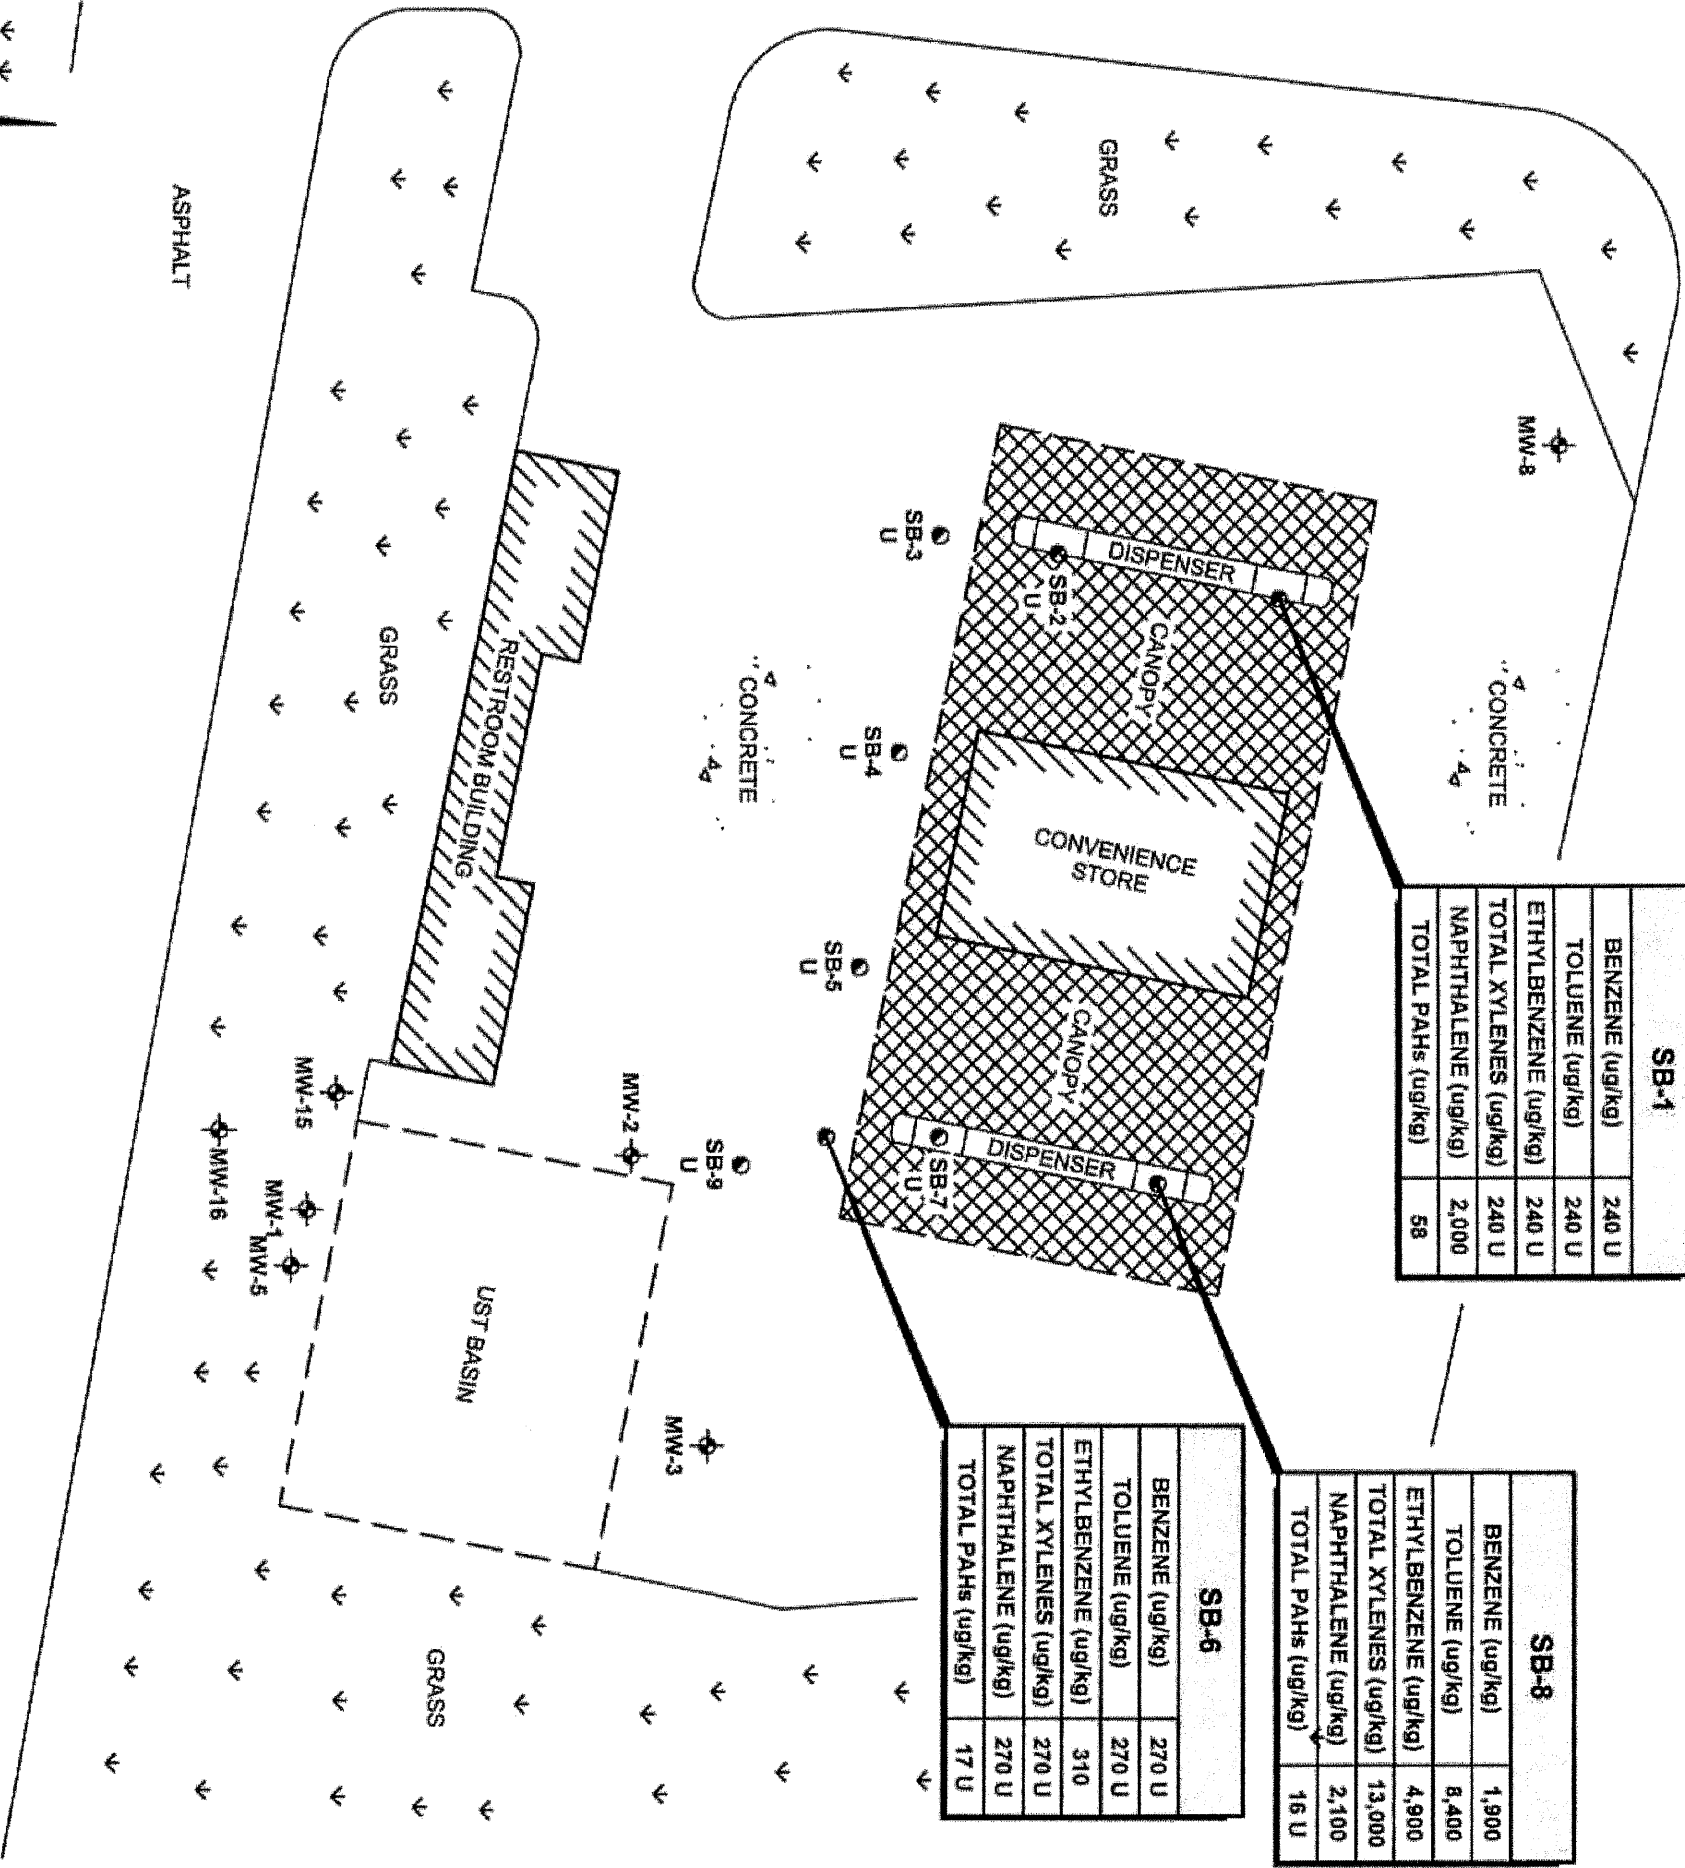 SB-1
BENZENE (ug/kg) 240 U
TOLUENE (ug/kg) 240 U
ETHYLBENZENE (ug/kg) 240 U
TOTAL XYLENES (ug/kg) 240 U
NAPHTHALENE (ug/kg) 2,000
TOTAL PAHs (ug/kg) 58
SB-8
BENZENE (ug/kg) 1,900
TOLUENE (ug/kg) 8,400
ETHYLBENZENE (ug/kg) 4,900
TOTAL XYLENES (ug/kg) 13,000
NAPHTHALENE (ug/kg) 2,100
TOTAL PAHs (ug/kg) 16 U
SB-6
BENZENE (ug/kg) 270 U
TOLUENE (ug/kg) 270 U
ETHYLBENZENE (ug/kg) 310
TOTAL XYLENES (ug/kg) 270 U
NAPHTHALENE (ug/kg) 270 U
TOTAL PAHs (ug/kg) 17 U
MW-8
CONCRETE
GRASS
DISPENSER
CANOPY
SB-2
U
CONVENIENCE
STORE
CANOPY
DISPENSER
SB-7
U
SB-3
U
SB-4
U
SB-5
U
SB-9
U
CONCRETE
MW-2
MW-3
RESTROOM BUILDING
UST BASIN
GRASS
GRASS
MW-15
MW-1
MW-5
MW-16
ASPHALT